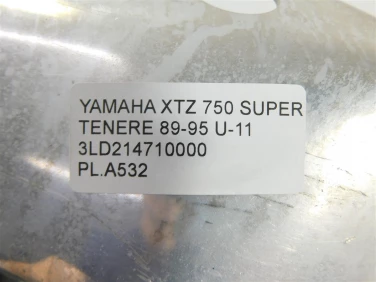 YAMAHA XTZ 750 SUPER
TENERE 89-95 U-11
3LD214710000
PL.A532